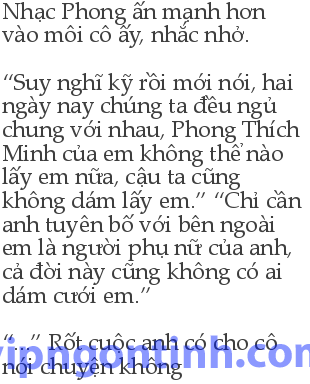 Nhạc Phong ấn mạnh hơn
vào môi cô ấy, nhắc nhở.
“Suy nghĩ kỹ rồi mới nói, hai
ngày nay chúng ta đều ngủ
chung với nhau, Phong Thích
Minh của em không thể nào
lấy em nữa, cậu ta cũng
không dám lấy em.” “Chỉ cần
anh tuyên bố với bên ngoài
em là người phụ nữ của anh,
cả đời này cũng không có ai
dám cưới em.”
“...” Rốt cuộc anh có cho cô
nói chuyện không
vipngontinh.com